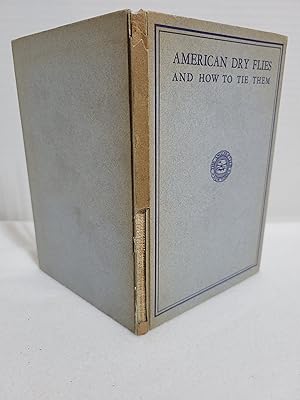 AMERICAN DRY FLIES
AND HOW TO TIE THEM